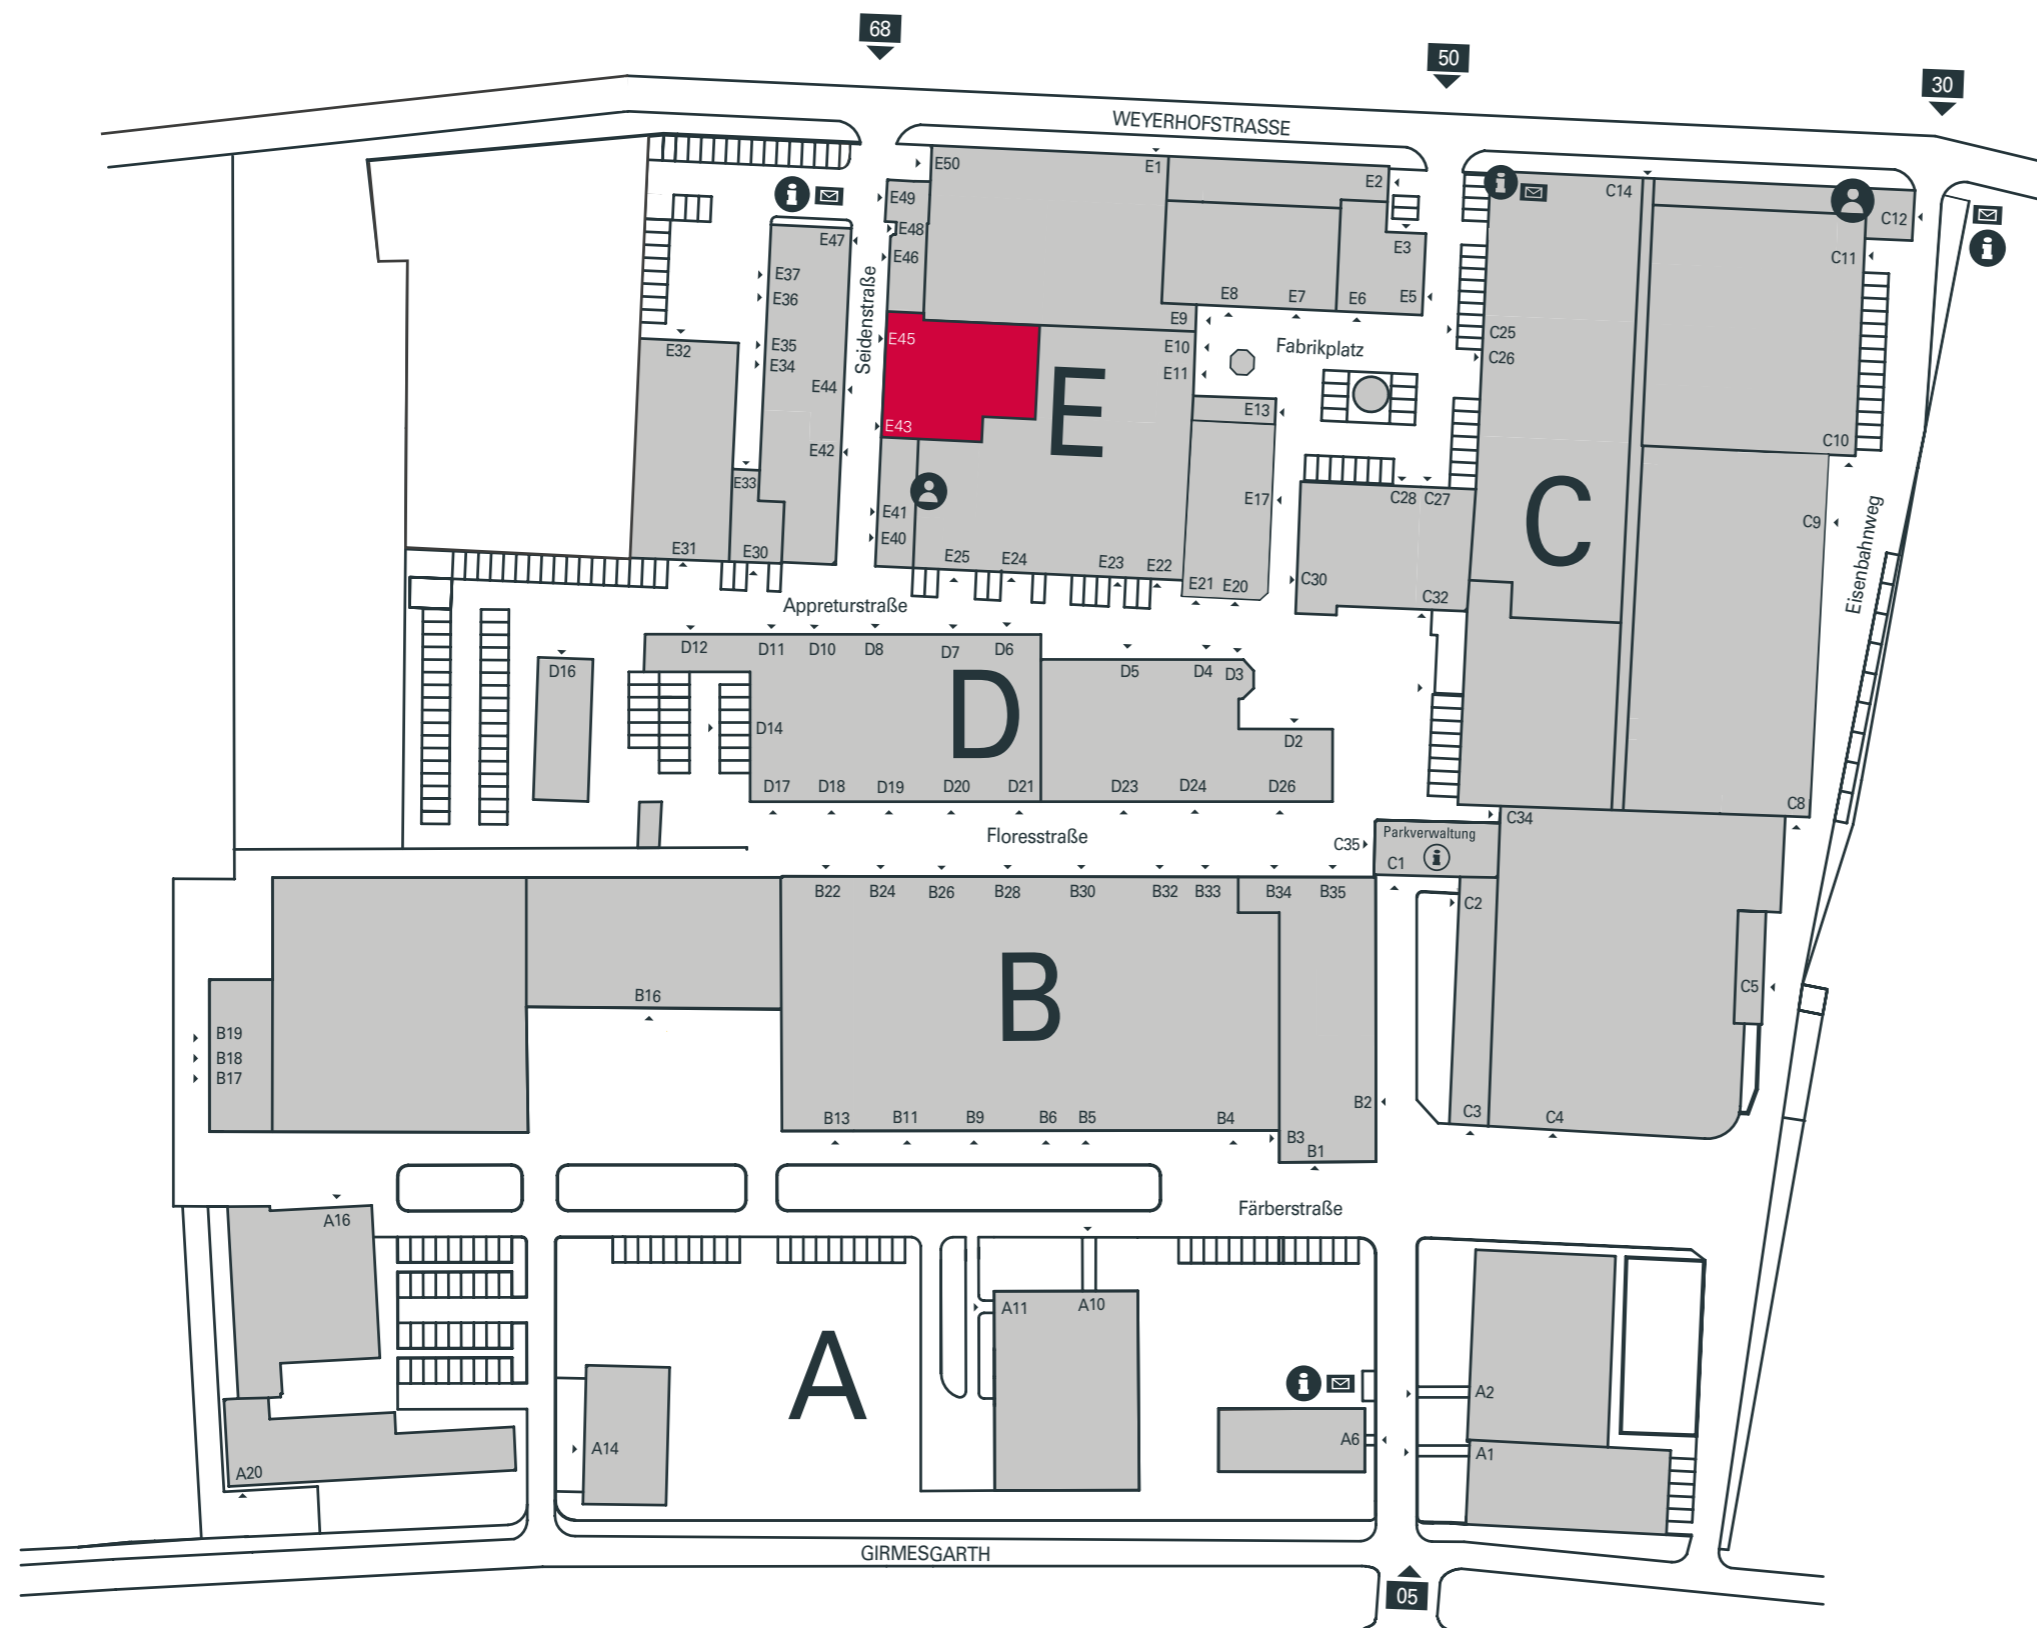 68
50
30
WEYERHOFSTRASSE
E50
E1
E2
C14
C12
E49
E48
E47
E46
E3
C11
E37
E36
E8
E7
E6
E5
Seidenstraße
E9
E45
E35
E34
E32
E10
E11
Fabrikplatz
C25
C26
E44
E
E13
E43
E42
C10
E33
E41
E40
E17
C28
C27
C
C9
Eisenbahnweg
E31
E30
E25
E24
E23
E22
E21
E20
C30
C32
Appreturstraße
D12
D11
D10
D8
D7
D6
D16
D5
D4
D3
D
D14
D2
D17
D18
D19
D20
D21
D23
D24
D26
C8
C34
Floresstraße
C35
Parkverwaltung
C1
B22
B24
B26
B28
B30
B32
B33
B34
B35
C2
B
B16
C5
B19
B18
B17
B13
B11
B9
B6
B5
B4
B2
B3
B1
C3
C4
Färberstraße
A16
A11
A10
A
A2
A14
A6
A1
A20
GIRMESGARTH
05